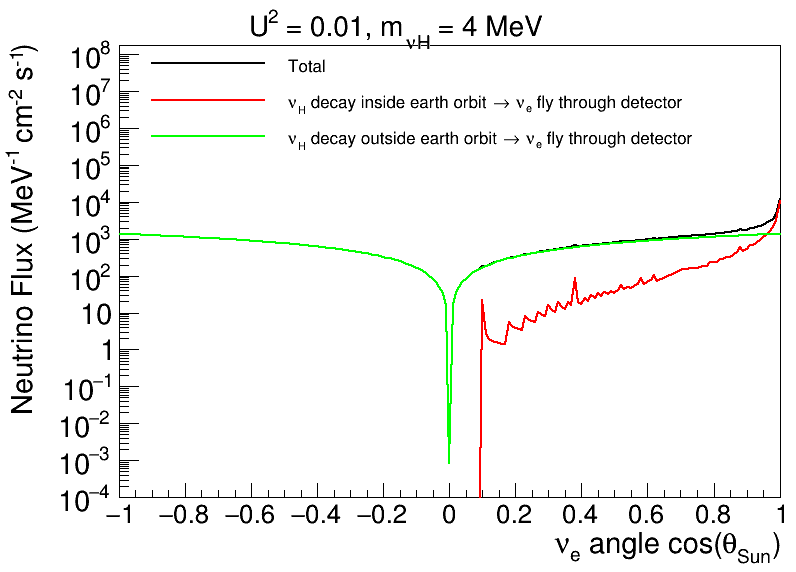 U² = 0.01, m_νH = 4 MeV
Neutrino Flux (MeV⁻¹ cm⁻² s⁻¹)
Total
ν_H decay inside earth orbit → ν_e fly through detector
ν_H decay outside earth orbit → ν_e fly through detector
10⁸
10⁷
10⁶
10⁵
10⁴
10³
10²
10
1
10⁻¹
10⁻²
10⁻³
10⁻⁴
−1 −0.8 −0.6 −0.4 −0.2 0 0.2 0.4 0.6 0.8 1
ν_e angle cos(θ_Sun)